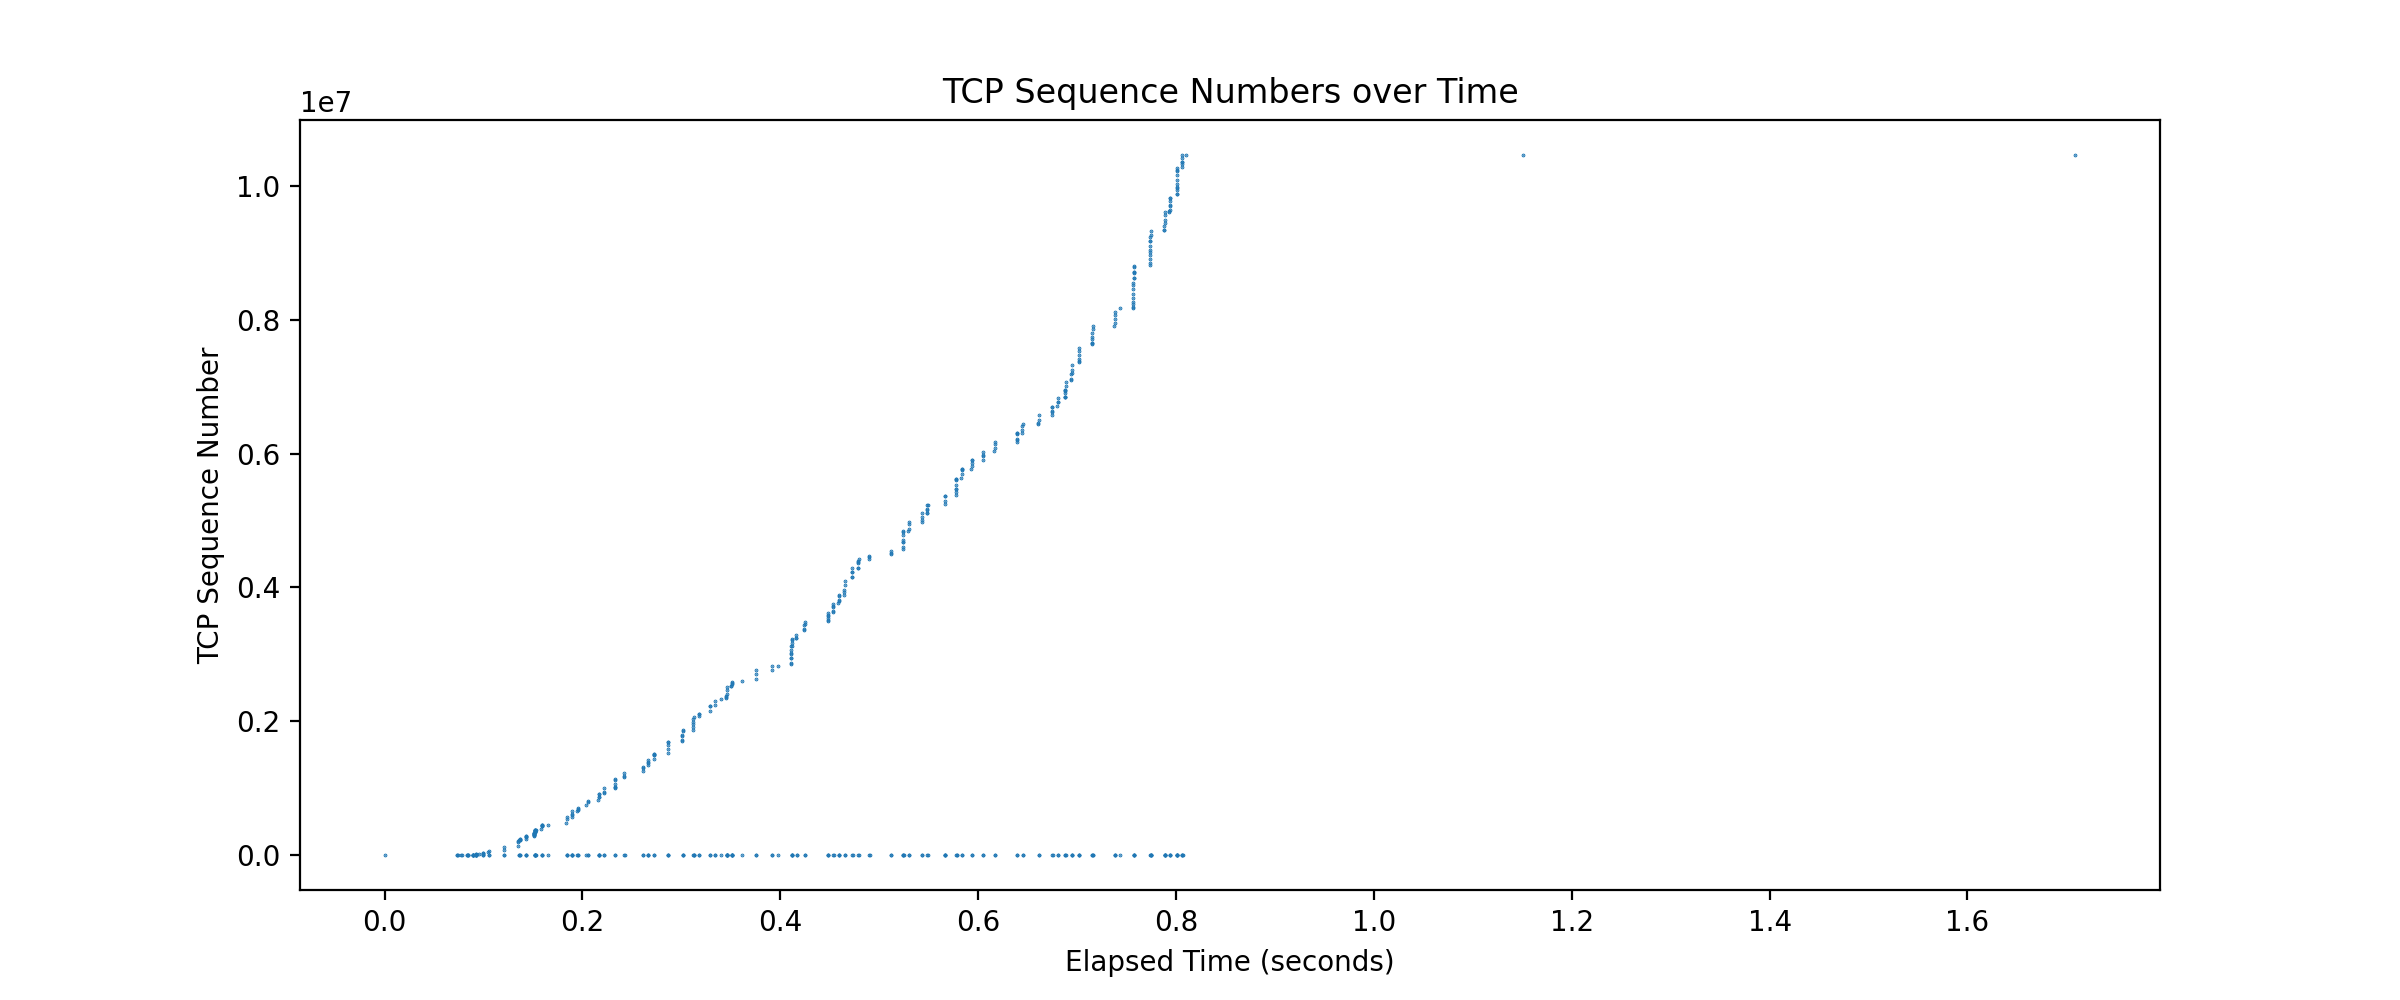 TCP Sequence Numbers over Time
1e7
1.0
0.8
0.6
0.4
0.2
0.0
TCP Sequence Number
0.0 0.2 0.4 0.6 0.8 1.0 1.2 1.4 1.6
Elapsed Time (seconds)